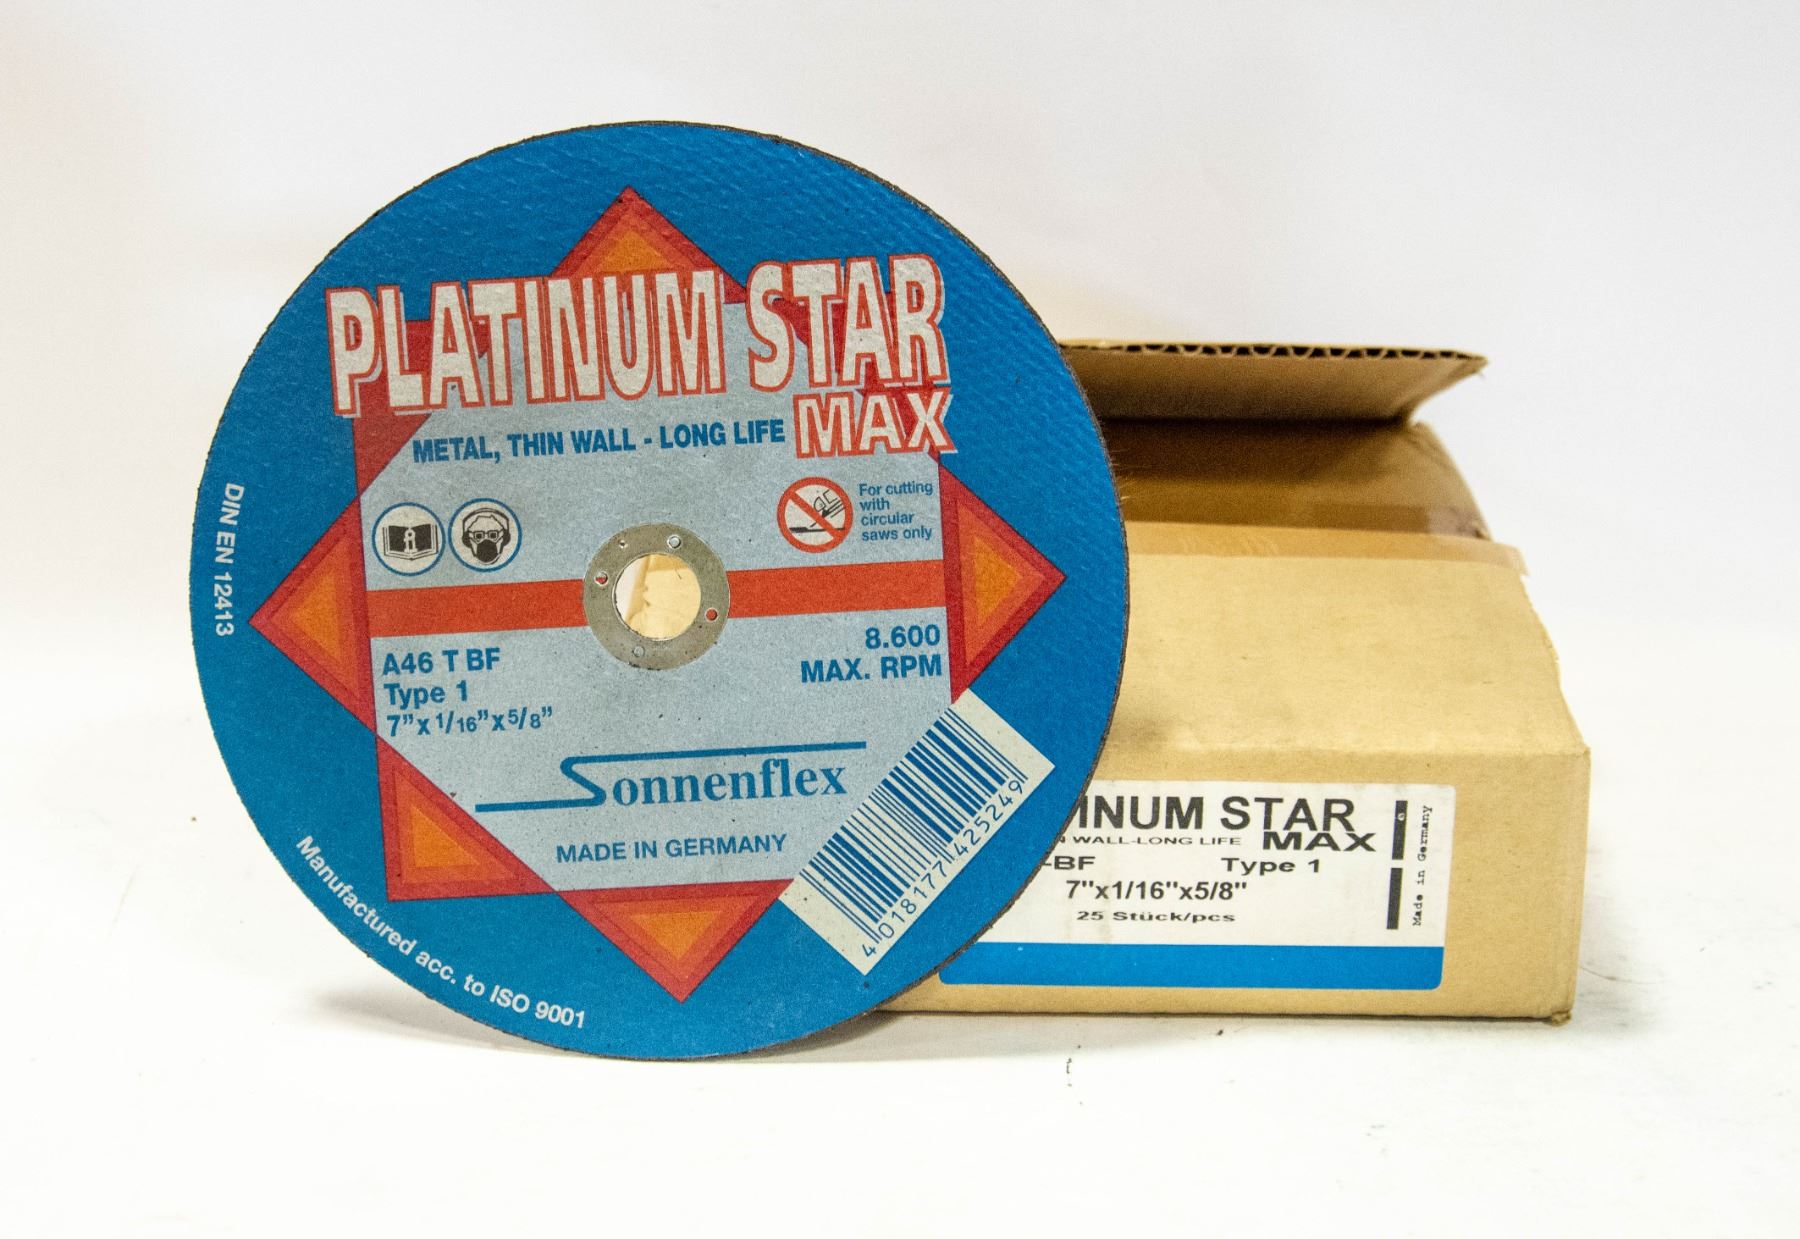 PLATINUM STAR
MAX
METAL, THIN WALL - LONG LIFE
For cutting
with
circular
saws only
DIN EN 12413
A46 T BF
Type 1
7”x 1/16”x 5/8”
8.600
MAX. RPM
Sonnenflex
MADE IN GERMANY
4 018177 425249
Manufactured acc. to ISO 9001
STAR
MAX
WALL-LONG LIFE
-BF
Type 1
7"x1/16"x5/8"
25 Stück/pcs
Made in Germany